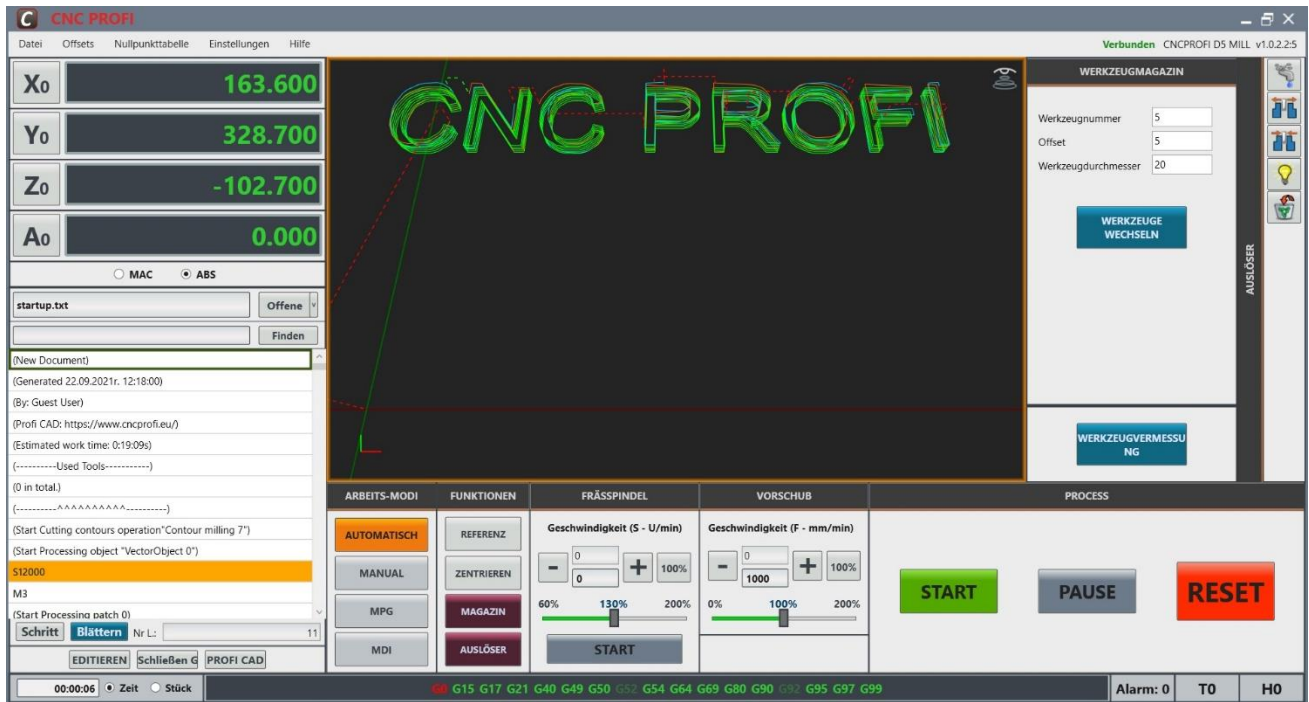 C CNC PROFI
Datei Offsets Nullpunkttabelle Einstellungen Hilfe
Verbunden CNCPROFI D5 MILL v1.0.2.2:5
X0 163.600
Y0 328.700
Z0 -102.700
A0 0.000
MAC ABS
startup.txt Offene
Finden
(New Document)
(Generated 22.09.2021r. 12:18:00)
(By: Guest User)
(Profi CAD: https://www.cncprofi.eu/)
(Estimated work time: 0:19:09s)
(----------Used Tools-----------)
(0 in total.)
(----------^^^^^^^^^^----------)
(Start Cutting contours operation"Contour milling 7")
(Start Processing object "VectorObject 0")
S12000
M3
(Start Processing patch 0)
Schritt Blättern Nr L.: 11
EDITIEREN Schließen G PROFI CAD
CNC PROFI
WERKZEUGMAGAZIN
Werkzeugnummer 5
Offset 5
Werkzeugdurchmesser 20
WERKZEUGE
WECHSELN
AUSLÖSER
WERKZEUGVERMESSU
NG
ARBEITS-MODI
AUTOMATISCH
MANUAL
MPG
MDI
FUNKTIONEN
REFERENZ
ZENTRIEREN
MAGAZIN
AUSLÖSER
FRÄSSPINDEL
Geschwindigkeit (S - U/min)
0
- 0 + 100%
60% 130% 200%
START
VORSCHUB
Geschwindigkeit (F - mm/min)
0
- 1000 + 100%
0% 100% 200%
PROCESS
START PAUSE RESET
00:00:06 Zeit Stück
G0 G15 G17 G21 G40 G49 G50 G52 G54 G64 G69 G80 G90 G92 G95 G97 G99
Alarm: 0 T0 H0